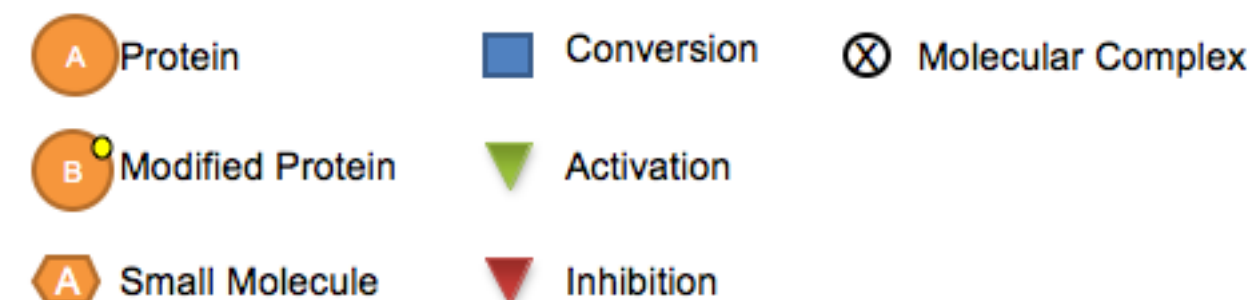 A Protein Conversion X Molecular Complex
B Modified Protein Activation
A Small Molecule Inhibition